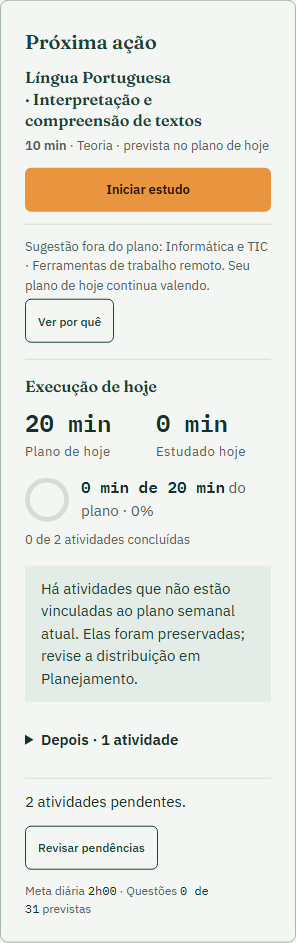 Próxima ação
Língua Portuguesa
· Interpretação e
compreensão de textos
10 min · Teoria · prevista no plano de hoje
Iniciar estudo
Sugestão fora do plano: Informática e TIC
· Ferramentas de trabalho remoto. Seu
plano de hoje continua valendo.
Ver por quê
Execução de hoje
20 min 0 min
Plano de hoje Estudado hoje
0 min de 20 min do
plano · 0%
0 de 2 atividades concluídas
Há atividades que não estão
vinculadas ao plano semanal
atual. Elas foram preservadas;
revise a distribuição em
Planejamento.
Depois · 1 atividade
2 atividades pendentes.
Revisar pendências
Meta diária 2h00 · Questões 0 de
31 previstas